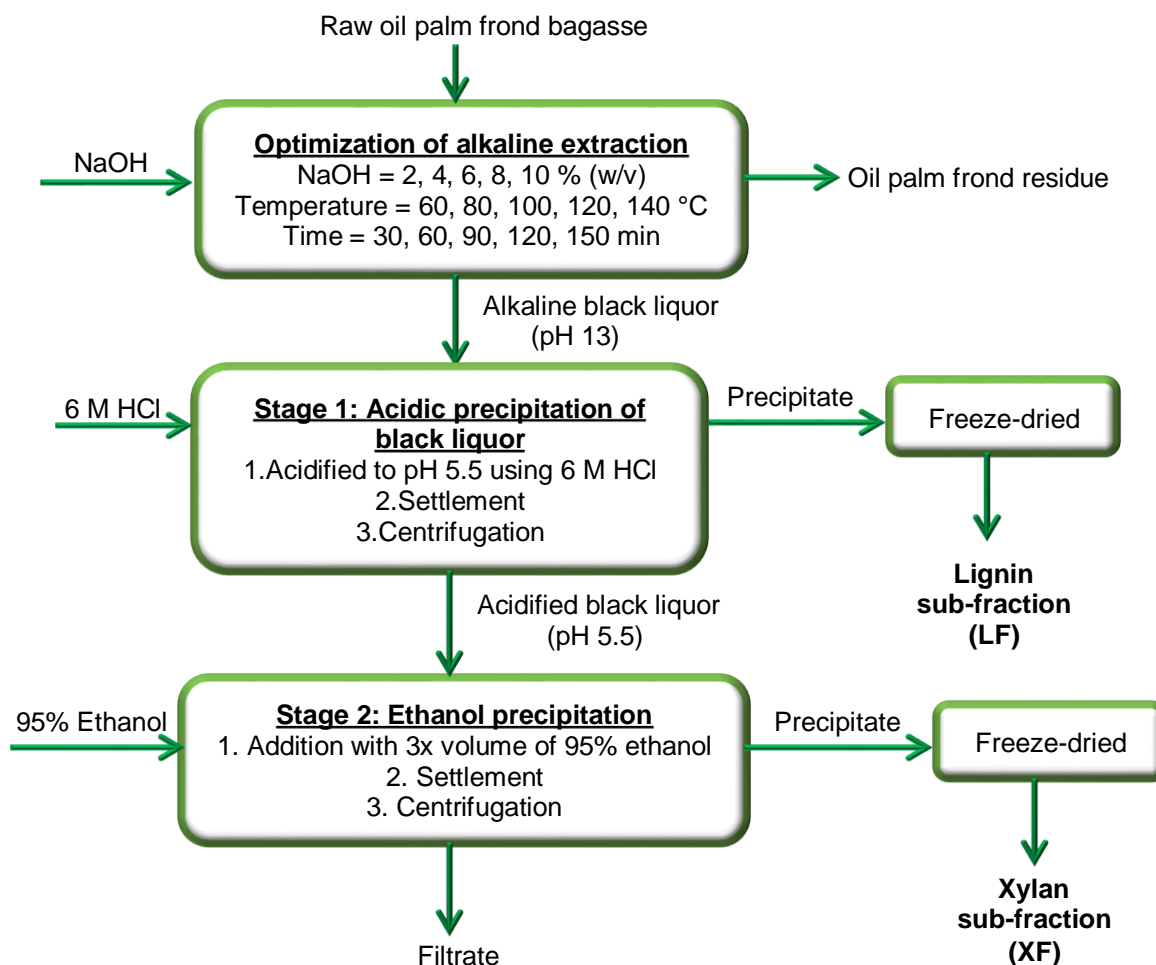 Raw oil palm frond bagasse
NaOH
Optimization of alkaline extraction
NaOH = 2, 4, 6, 8, 10 % (w/v)
Temperature = 60, 80, 100, 120, 140 °C
Time = 30, 60, 90, 120, 150 min
Oil palm frond residue
Alkaline black liquor
(pH 13)
6 M HCl
Stage 1: Acidic precipitation of
black liquor
1.Acidified to pH 5.5 using 6 M HCl
2.Settlement
3.Centrifugation
Precipitate
Freeze-dried
Lignin
sub-fraction
(LF)
Acidified black liquor
(pH 5.5)
95% Ethanol
Stage 2: Ethanol precipitation
1. Addition with 3x volume of 95% ethanol
2. Settlement
3. Centrifugation
Precipitate
Freeze-dried
Xylan
sub-fraction
(XF)
Filtrate